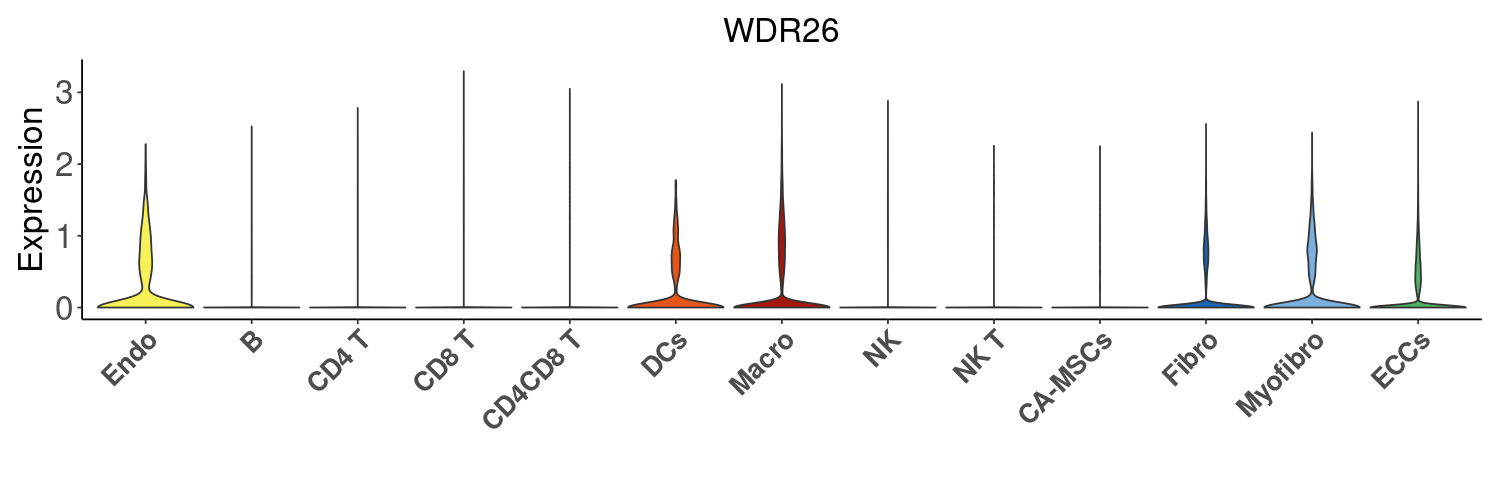 WDR26
Expression
3
2
1
0
Endo
B
CD4 T
CD8 T
CD4CD8 T
DCs
Macro
NK
NK T
CA-MSCs
Fibro
Myofibro
ECCs